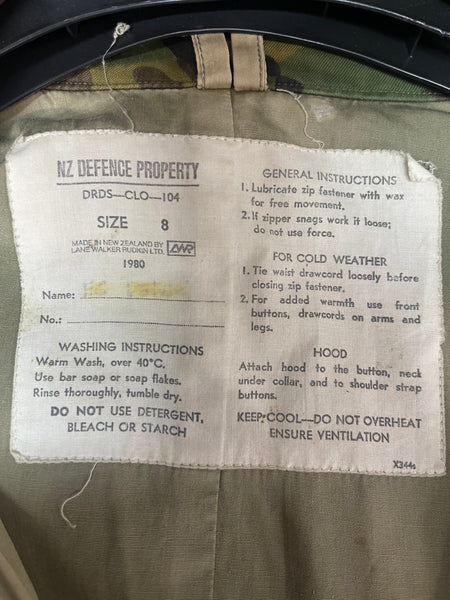 NZ DEFENCE PROPERTY
DRDS—CLO—104
SIZE 8
MADE IN NEW ZEALAND BY
LANE WALKER RUDKIN LTD. LWR
1980
Name:
No.:
WASHING INSTRUCTIONS
Warm Wash, over 40°C.
Use bar soap or soap flakes.
Rinse thoroughly, tumble dry.
DO NOT USE DETERGENT,
BLEACH OR STARCH
GENERAL INSTRUCTIONS
1. Lubricate zip fastener with wax
for free movement.
2. If zipper snags work it loose;
do not use force.
FOR COLD WEATHER
1. Tie waist drawcord loosely before
closing zip fastener.
2. For added warmth use front
buttons, drawcords on arms and
legs.
HOOD
Attach hood to the button, neck
under collar, and to shoulder strap
buttons.
KEEP COOL—DO NOT OVERHEAT
ENSURE VENTILATION
X344s